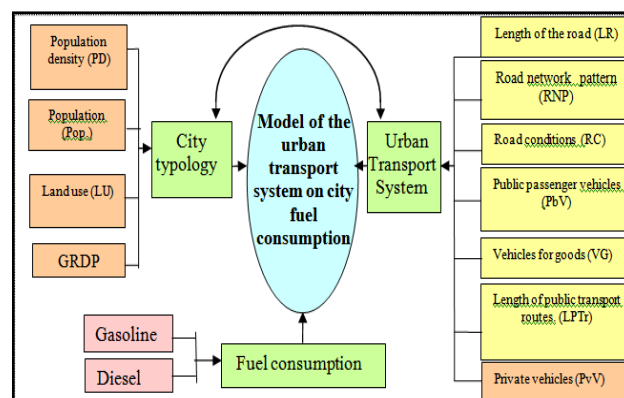 Population
density (PD)
Population
(Pop.)
Land use (LU)
GRDP
City
typology
Model of the
urban
transport
system on city
fuel
consumption
Urban
Transport
System
Length of the road (LR)
Road network pattern
(RNP)
Road conditions (RC)
Public passenger vehicles
(PbV)
Vehicles for goods (VG)
Length of public transport
routes. (LPTr)
Private vehicles (PvV)
Gasoline
Diesel
Fuel consumption